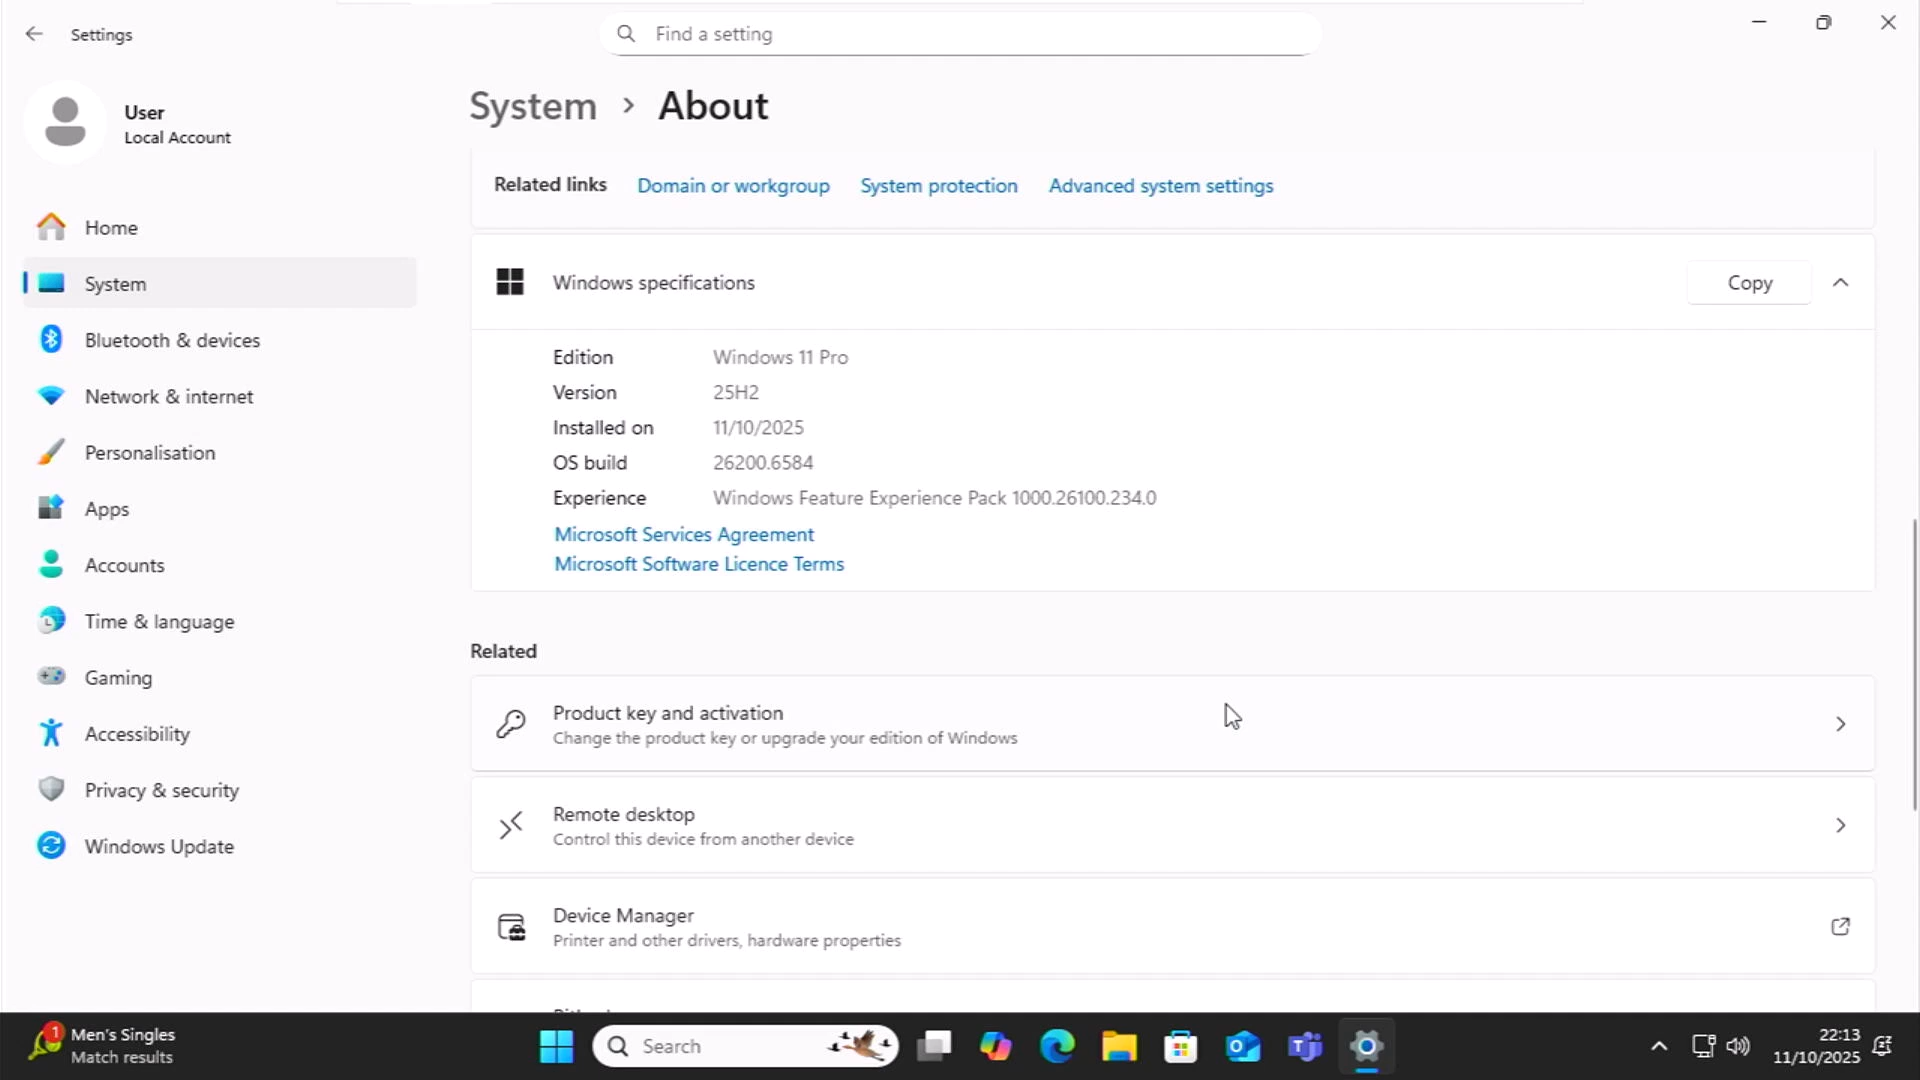 Settings
Find a setting
User
Local Account
System > About
Related links Domain or workgroup System protection Advanced system settings
Home
System
Bluetooth & devices
Network & internet
Personalisation
Apps
Accounts
Time & language
Gaming
Accessibility
Privacy & security
Windows Update
Windows specifications Copy
Edition Windows 11 Pro
Version 25H2
Installed on 11/10/2025
OS build 26200.6584
Experience Windows Feature Experience Pack 1000.26100.234.0
Microsoft Services Agreement
Microsoft Software Licence Terms
Related
Product key and activation
Change the product key or upgrade your edition of Windows
Remote desktop
Control this device from another device
Device Manager
Printer and other drivers, hardware properties
1
Men's Singles
Match results
Search
22:13
11/10/2025